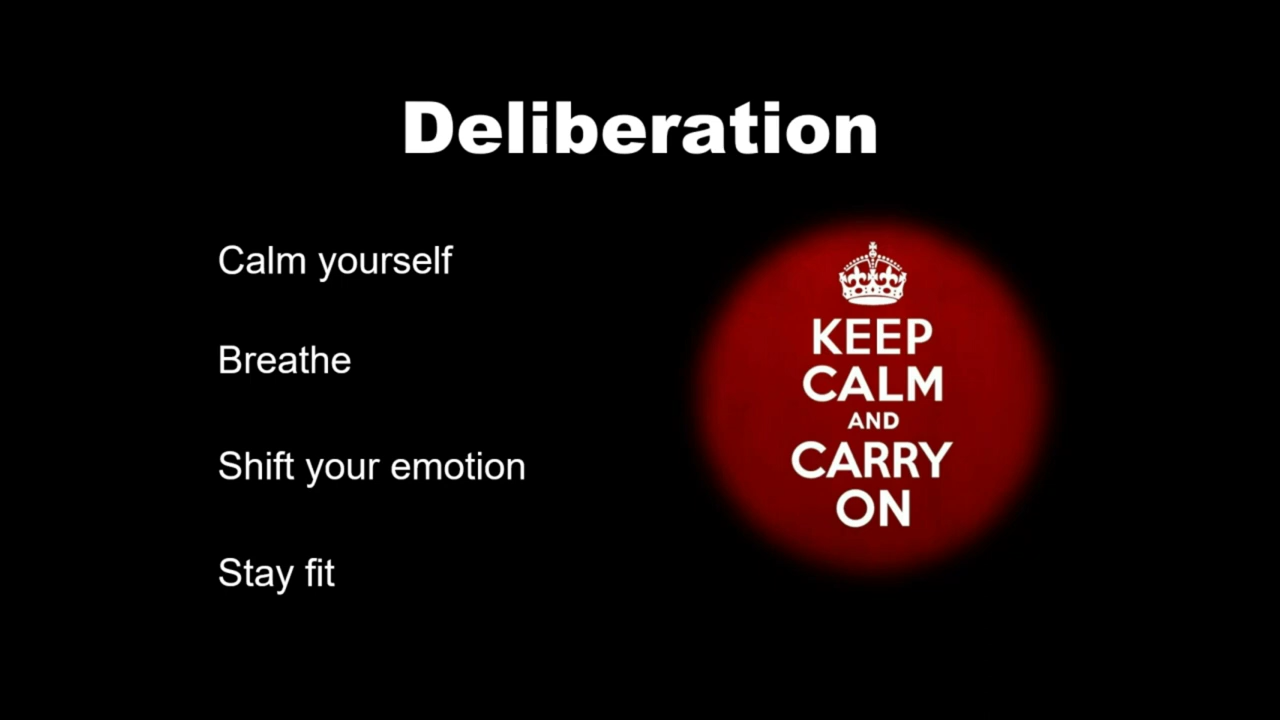 Deliberation
Calm yourself
Breathe
Shift your emotion
Stay fit
KEEP
CALM
AND
CARRY
ON